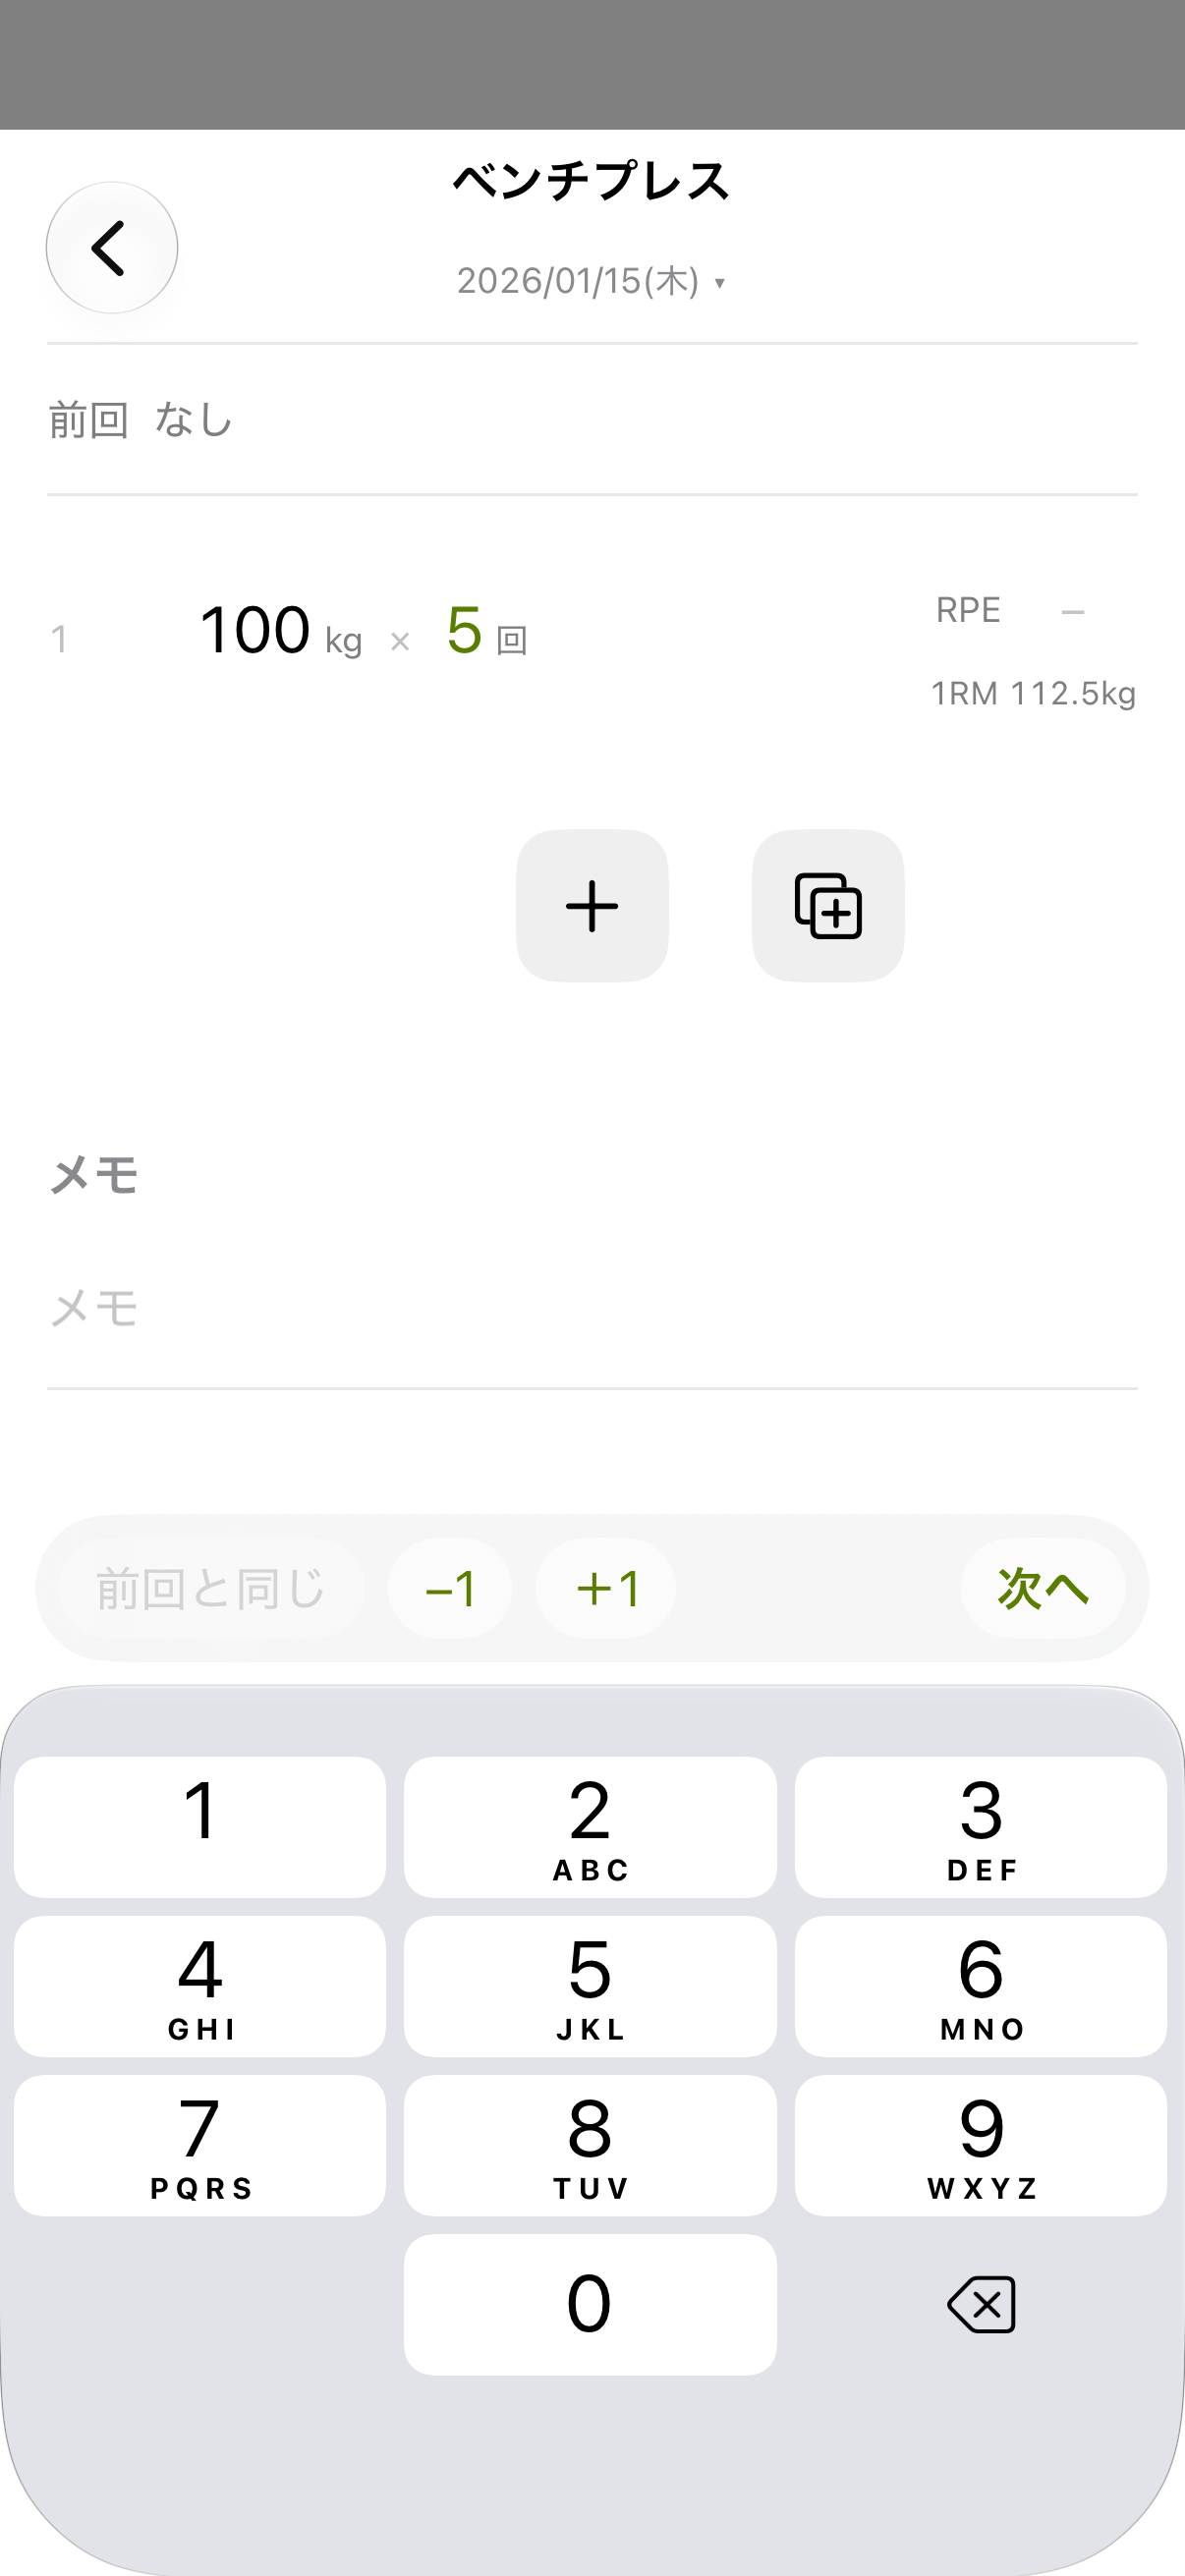 ベンチプレス
2026/01/15(木) ▾
前回 なし
1 100 kg × 5 回
RPE –
1RM 112.5kg
メモ
メモ
前回と同じ −1 +1 次へ
1 2 3
ABC DEF
4 5 6
GHI JKL MNO
7 8 9
PQRS TUV WXYZ
0